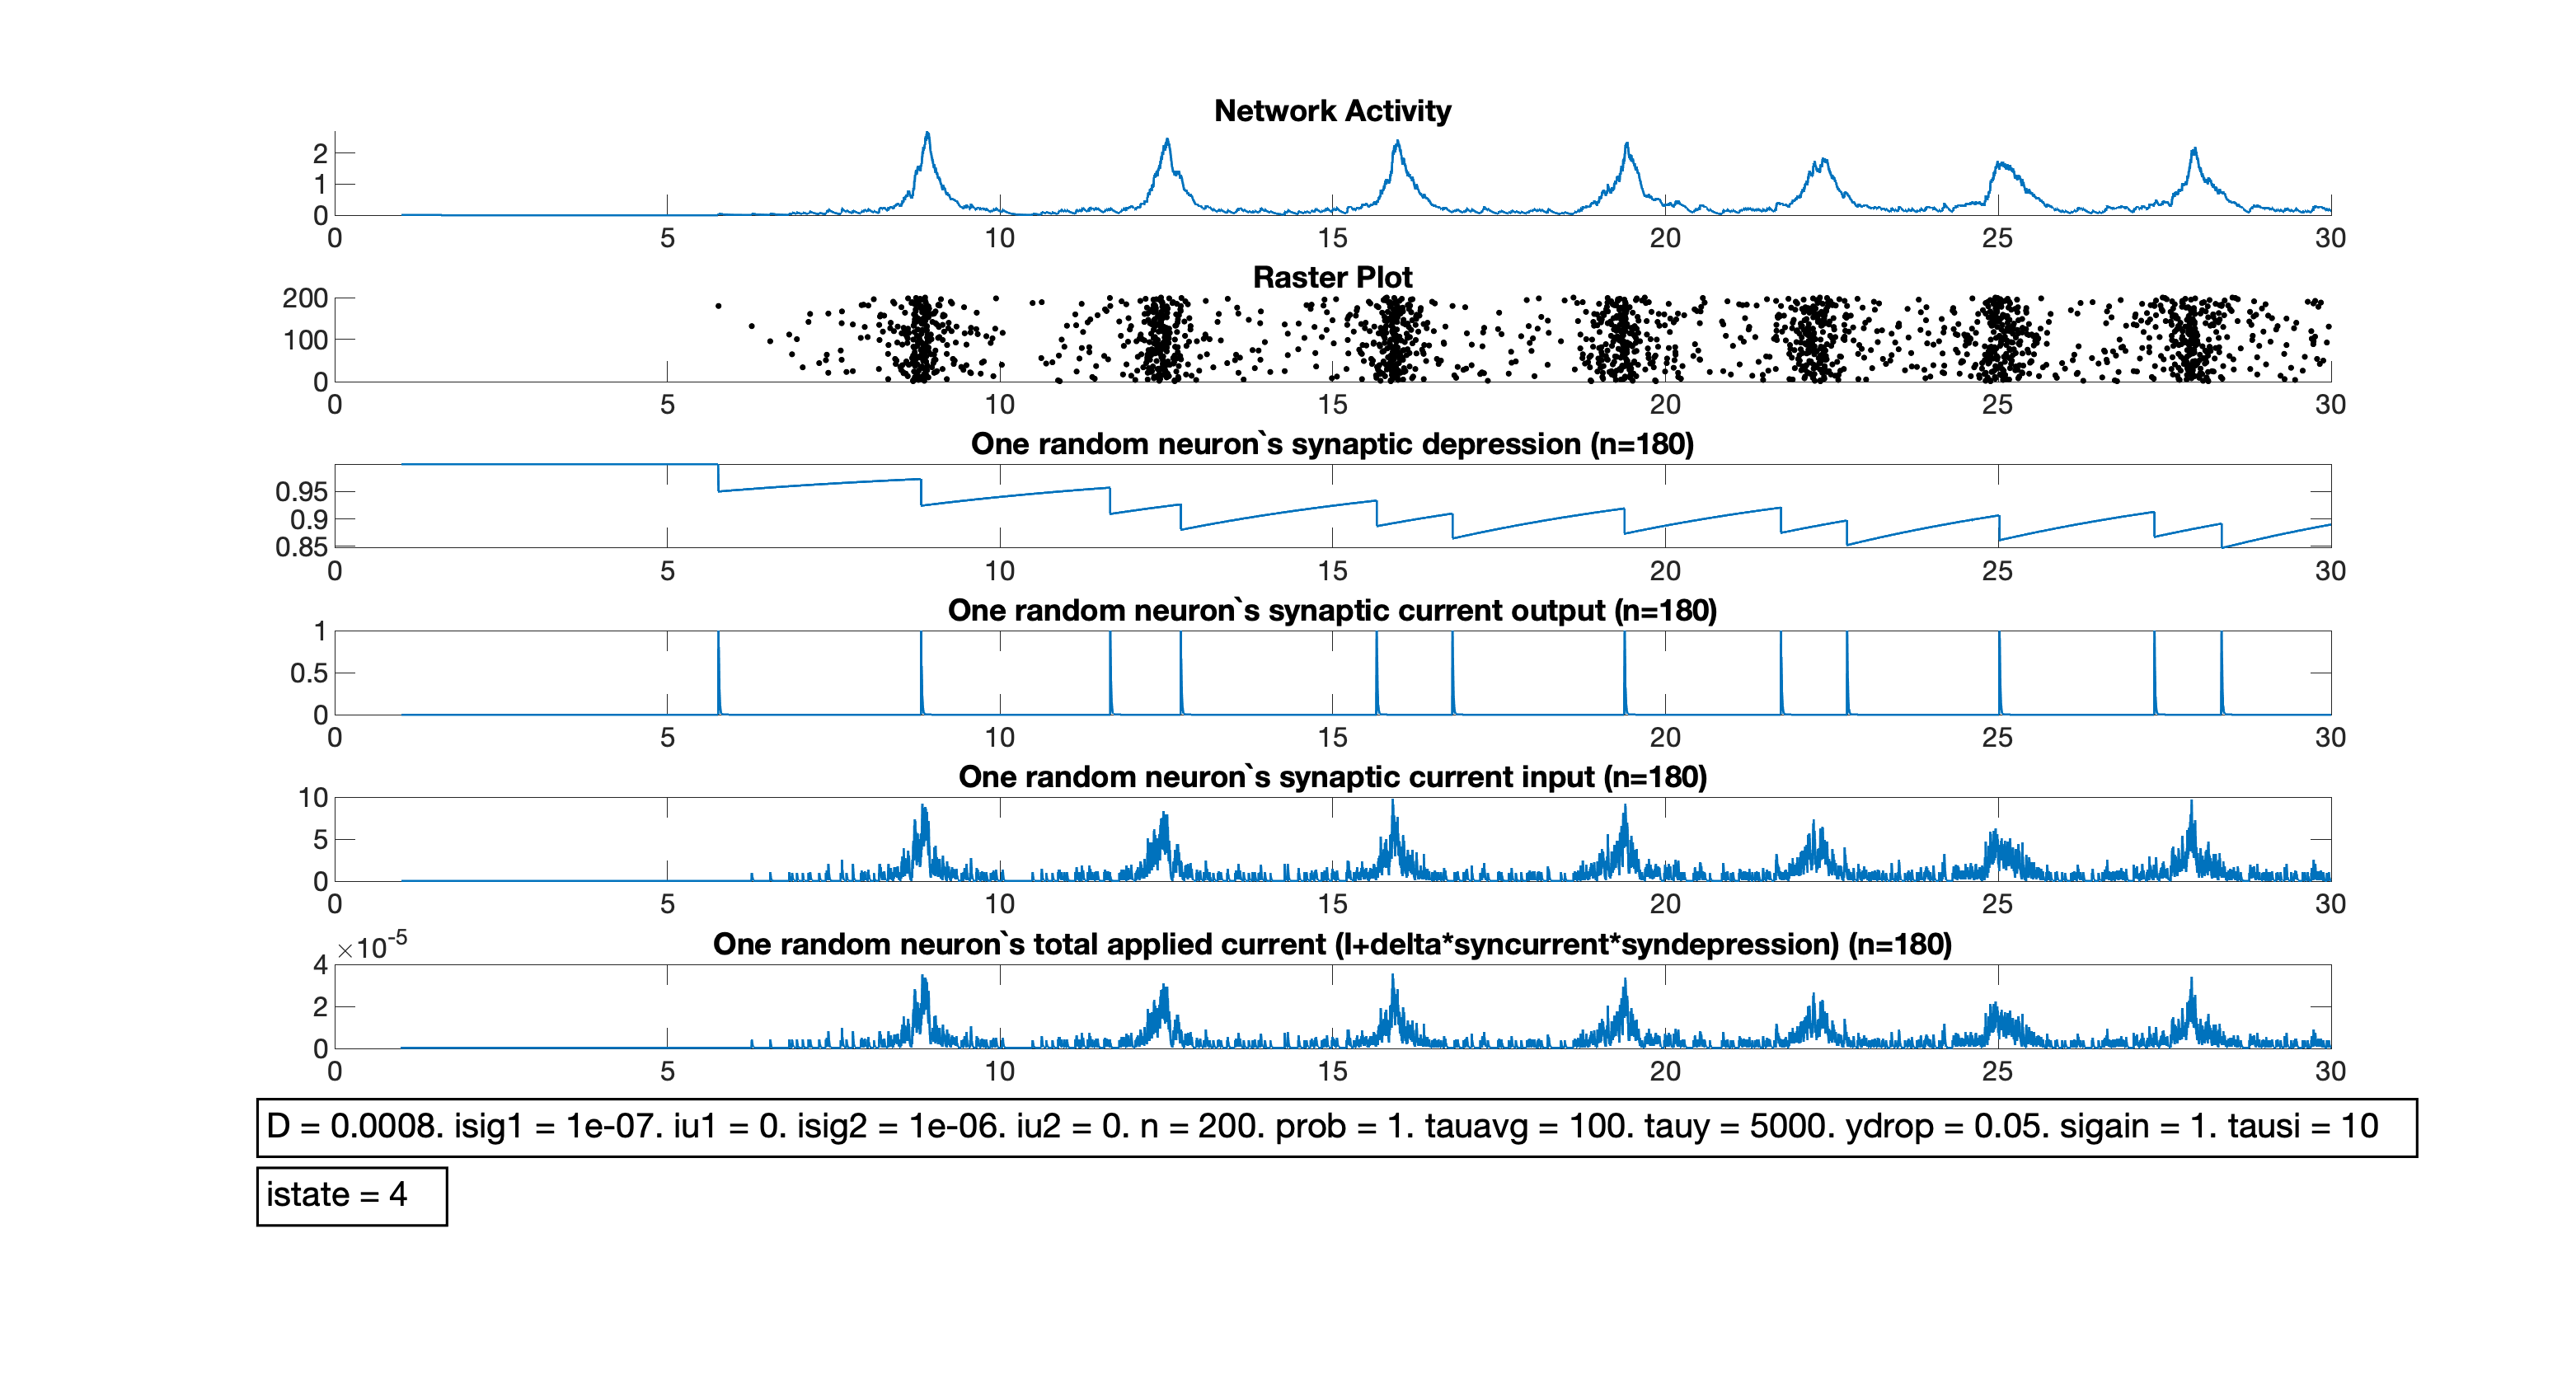 Network Activity
2
1
0
0 5 10 15 20 25 30
Raster Plot
200
100
0
0 5 10 15 20 25 30
One random neuron`s synaptic depression (n=180)
0.95
0.9
0.85
0 5 10 15 20 25 30
One random neuron`s synaptic current output (n=180)
1
0.5
0
0 5 10 15 20 25 30
One random neuron`s synaptic current input (n=180)
10
5
0
0 5 10 15 20 25 30
One random neuron`s total applied current (I+delta*syncurrent*syndepression) (n=180)
×10-5
4
2
0
0 5 10 15 20 25 30
D = 0.0008. isig1 = 1e-07. iu1 = 0. isig2 = 1e-06. iu2 = 0. n = 200. prob = 1. tauavg = 100. tauy = 5000. ydrop = 0.05. sigain = 1. tausi = 10
istate = 4